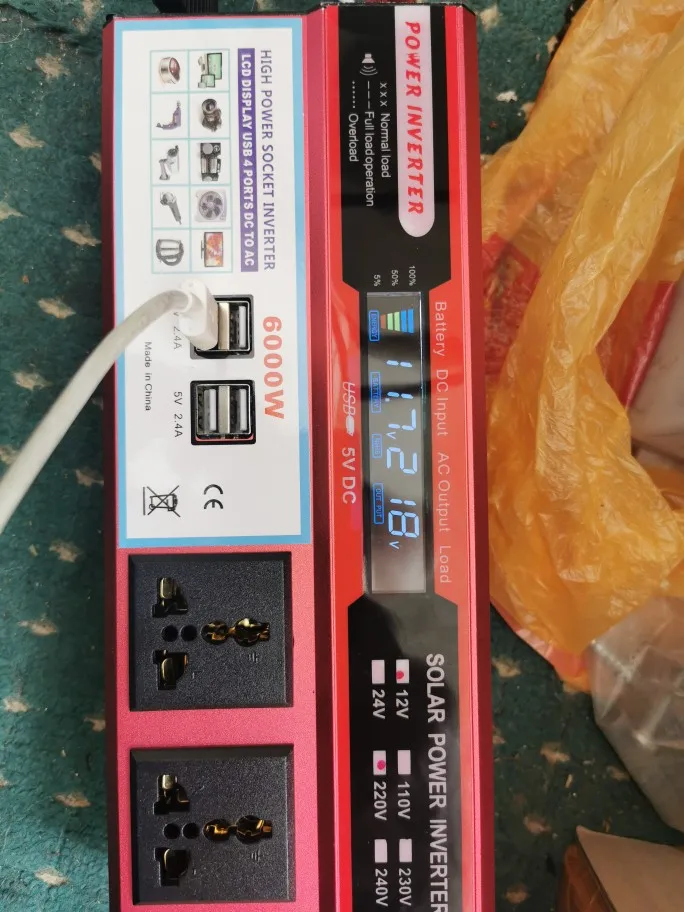 POWER INVERTER
x x x Normal load
– – – Full load operation
...... Overload
100%
50%
5%
Battery DC Input AC Output Load
11.7v 218v
USB 5V DC
SOLAR POWER INVERTER
12V 110V 230V
24V 220V 240V
HIGH POWER SOCKET INVERTER
LCD DISPLAY USB 4 PORTS DC TO AC
6000W
2.4A
5V 2.4A
Made in China
CE